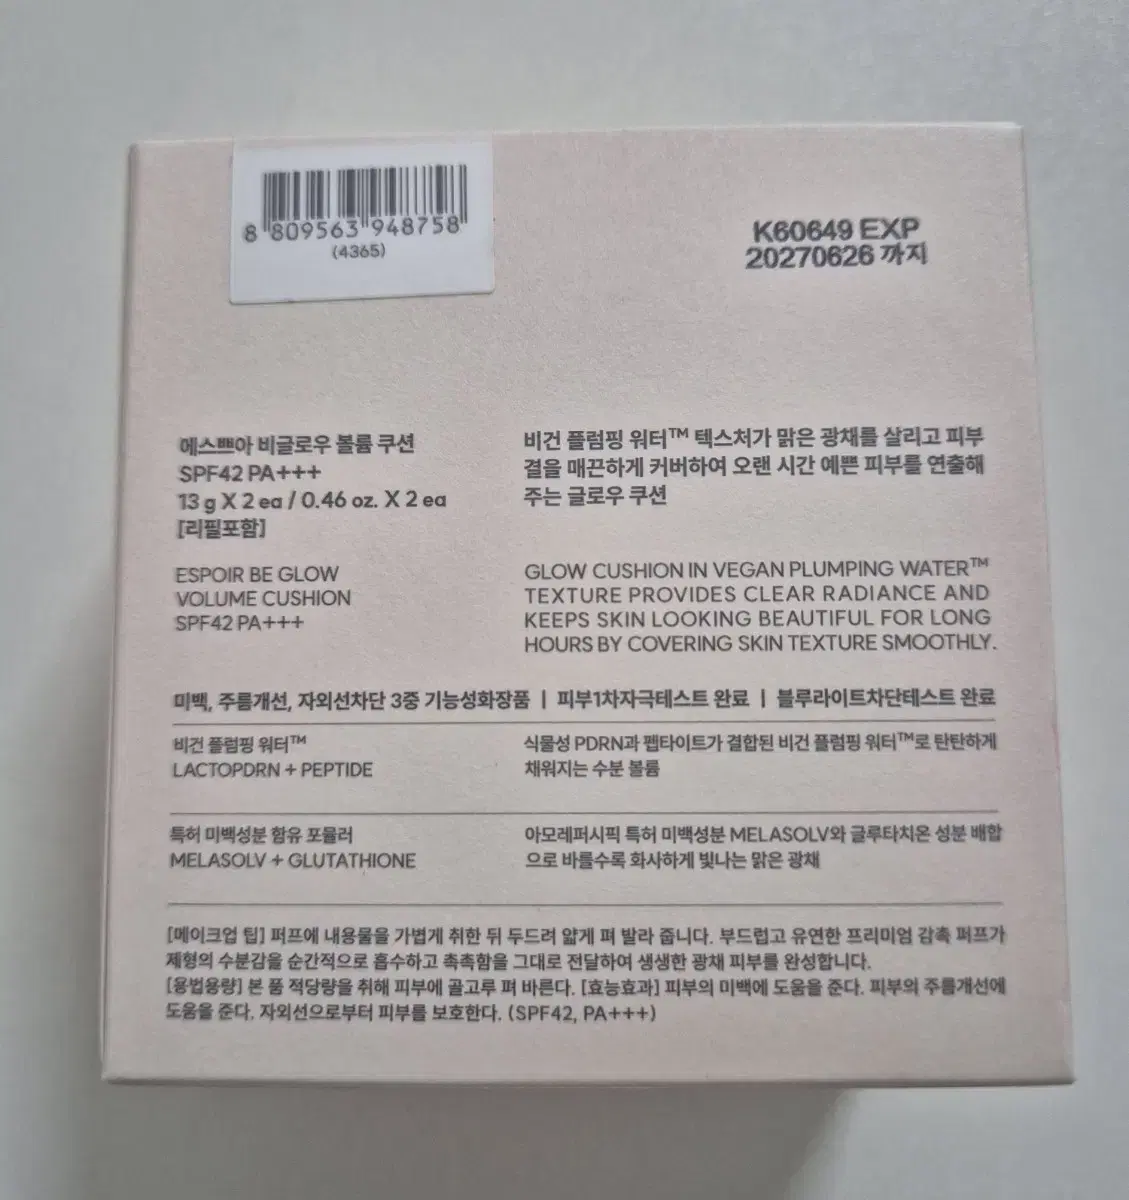 8 809563 948758
(4365)
K60649 EXP
20270626 까지
에스쁘아 비글로우 볼륨 쿠션
SPF42 PA+++
13 g X 2 ea / 0.46 oz. X 2 ea
[리필포함]
비건 플럼핑 워터™ 텍스처가 맑은 광채를 살리고 피부
결을 매끈하게 커버하여 오랜 시간 예쁜 피부를 연출해
주는 글로우 쿠션
ESPOIR BE GLOW
VOLUME CUSHION
SPF42 PA+++
GLOW CUSHION IN VEGAN PLUMPING WATER™
TEXTURE PROVIDES CLEAR RADIANCE AND
KEEPS SKIN LOOKING BEAUTIFUL FOR LONG
HOURS BY COVERING SKIN TEXTURE SMOOTHLY.
미백, 주름개선, 자외선차단 3중 기능성화장품 | 피부1차자극테스트 완료 | 블루라이트차단테스트 완료
비건 플럼핑 워터™
LACTOPDRN + PEPTIDE
식물성 PDRN과 펩타이트가 결합된 비건 플럼핑 워터™로 탄탄하게
채워지는 수분 볼륨
특허 미백성분 함유 포뮬러
MELASOLV + GLUTATHIONE
아모레퍼시픽 특허 미백성분 MELASOLV와 글루타치온 성분 배합
으로 바를수록 화사하게 빛나는 맑은 광채
[메이크업 팁] 퍼프에 내용물을 가볍게 취한 뒤 두드려 얇게 펴 발라 줍니다. 부드럽고 유연한 프리미엄 감촉 퍼프가
제형의 수분감을 순간적으로 흡수하고 촉촉함을 그대로 전달하여 생생한 광채 피부를 완성합니다.
[용법용량] 본 품 적당량을 취해 피부에 골고루 펴 바른다. [효능효과] 피부의 미백에 도움을 준다. 피부의 주름개선에
도움을 준다. 자외선으로부터 피부를 보호한다. (SPF42, PA+++)